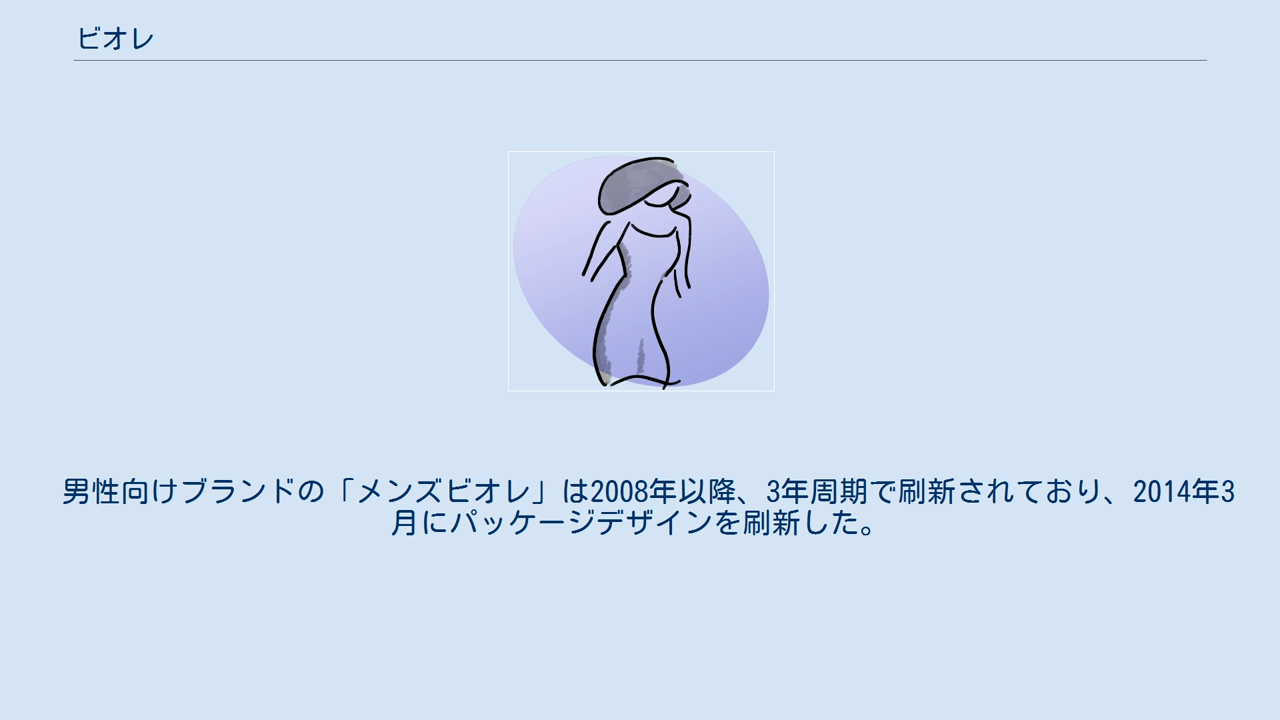 ビオレ
男性向けブランドの「メンズビオレ」は2008年以降、3年周期で刷新されており、2014年3
月にパッケージデザインを刷新した。